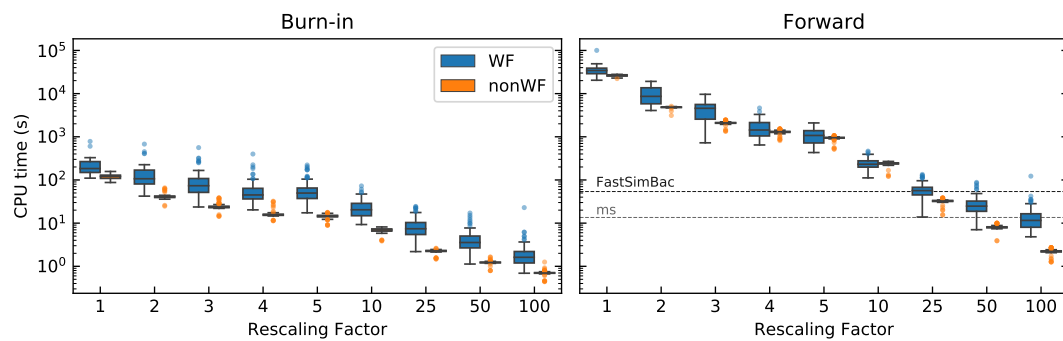 Burn-in
Forward
CPU time (s)
10^5
10^4
10^3
10^2
10^1
10^0
WF
nonWF
FastSimBac
ms
1 2 3 4 5 10 25 50 100
1 2 3 4 5 10 25 50 100
Rescaling Factor
Rescaling Factor